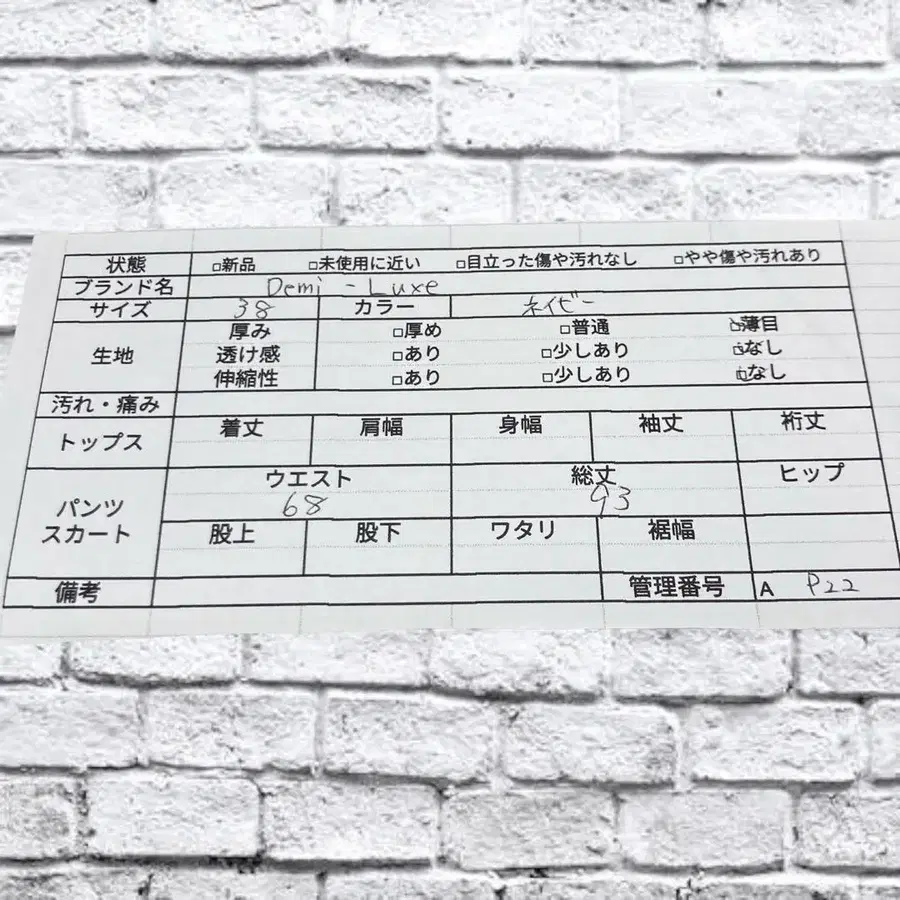 状態 □新品 □未使用に近い □目立った傷や汚れなし □やや傷や汚れあり
ブランド名 Demi-Luxe
サイズ 38 カラー ネイビー
生地 厚み □厚め □普通 □薄目
透け感 □あり □少しあり □なし
伸縮性 □あり □少しあり □なし
汚れ・痛み
トップス 着丈 肩幅 身幅 袖丈 裄丈
パンツ スカート ウエスト 総丈 ヒップ
68 93
股上 股下 ワタリ 裾幅
備考 管理番号 A P22